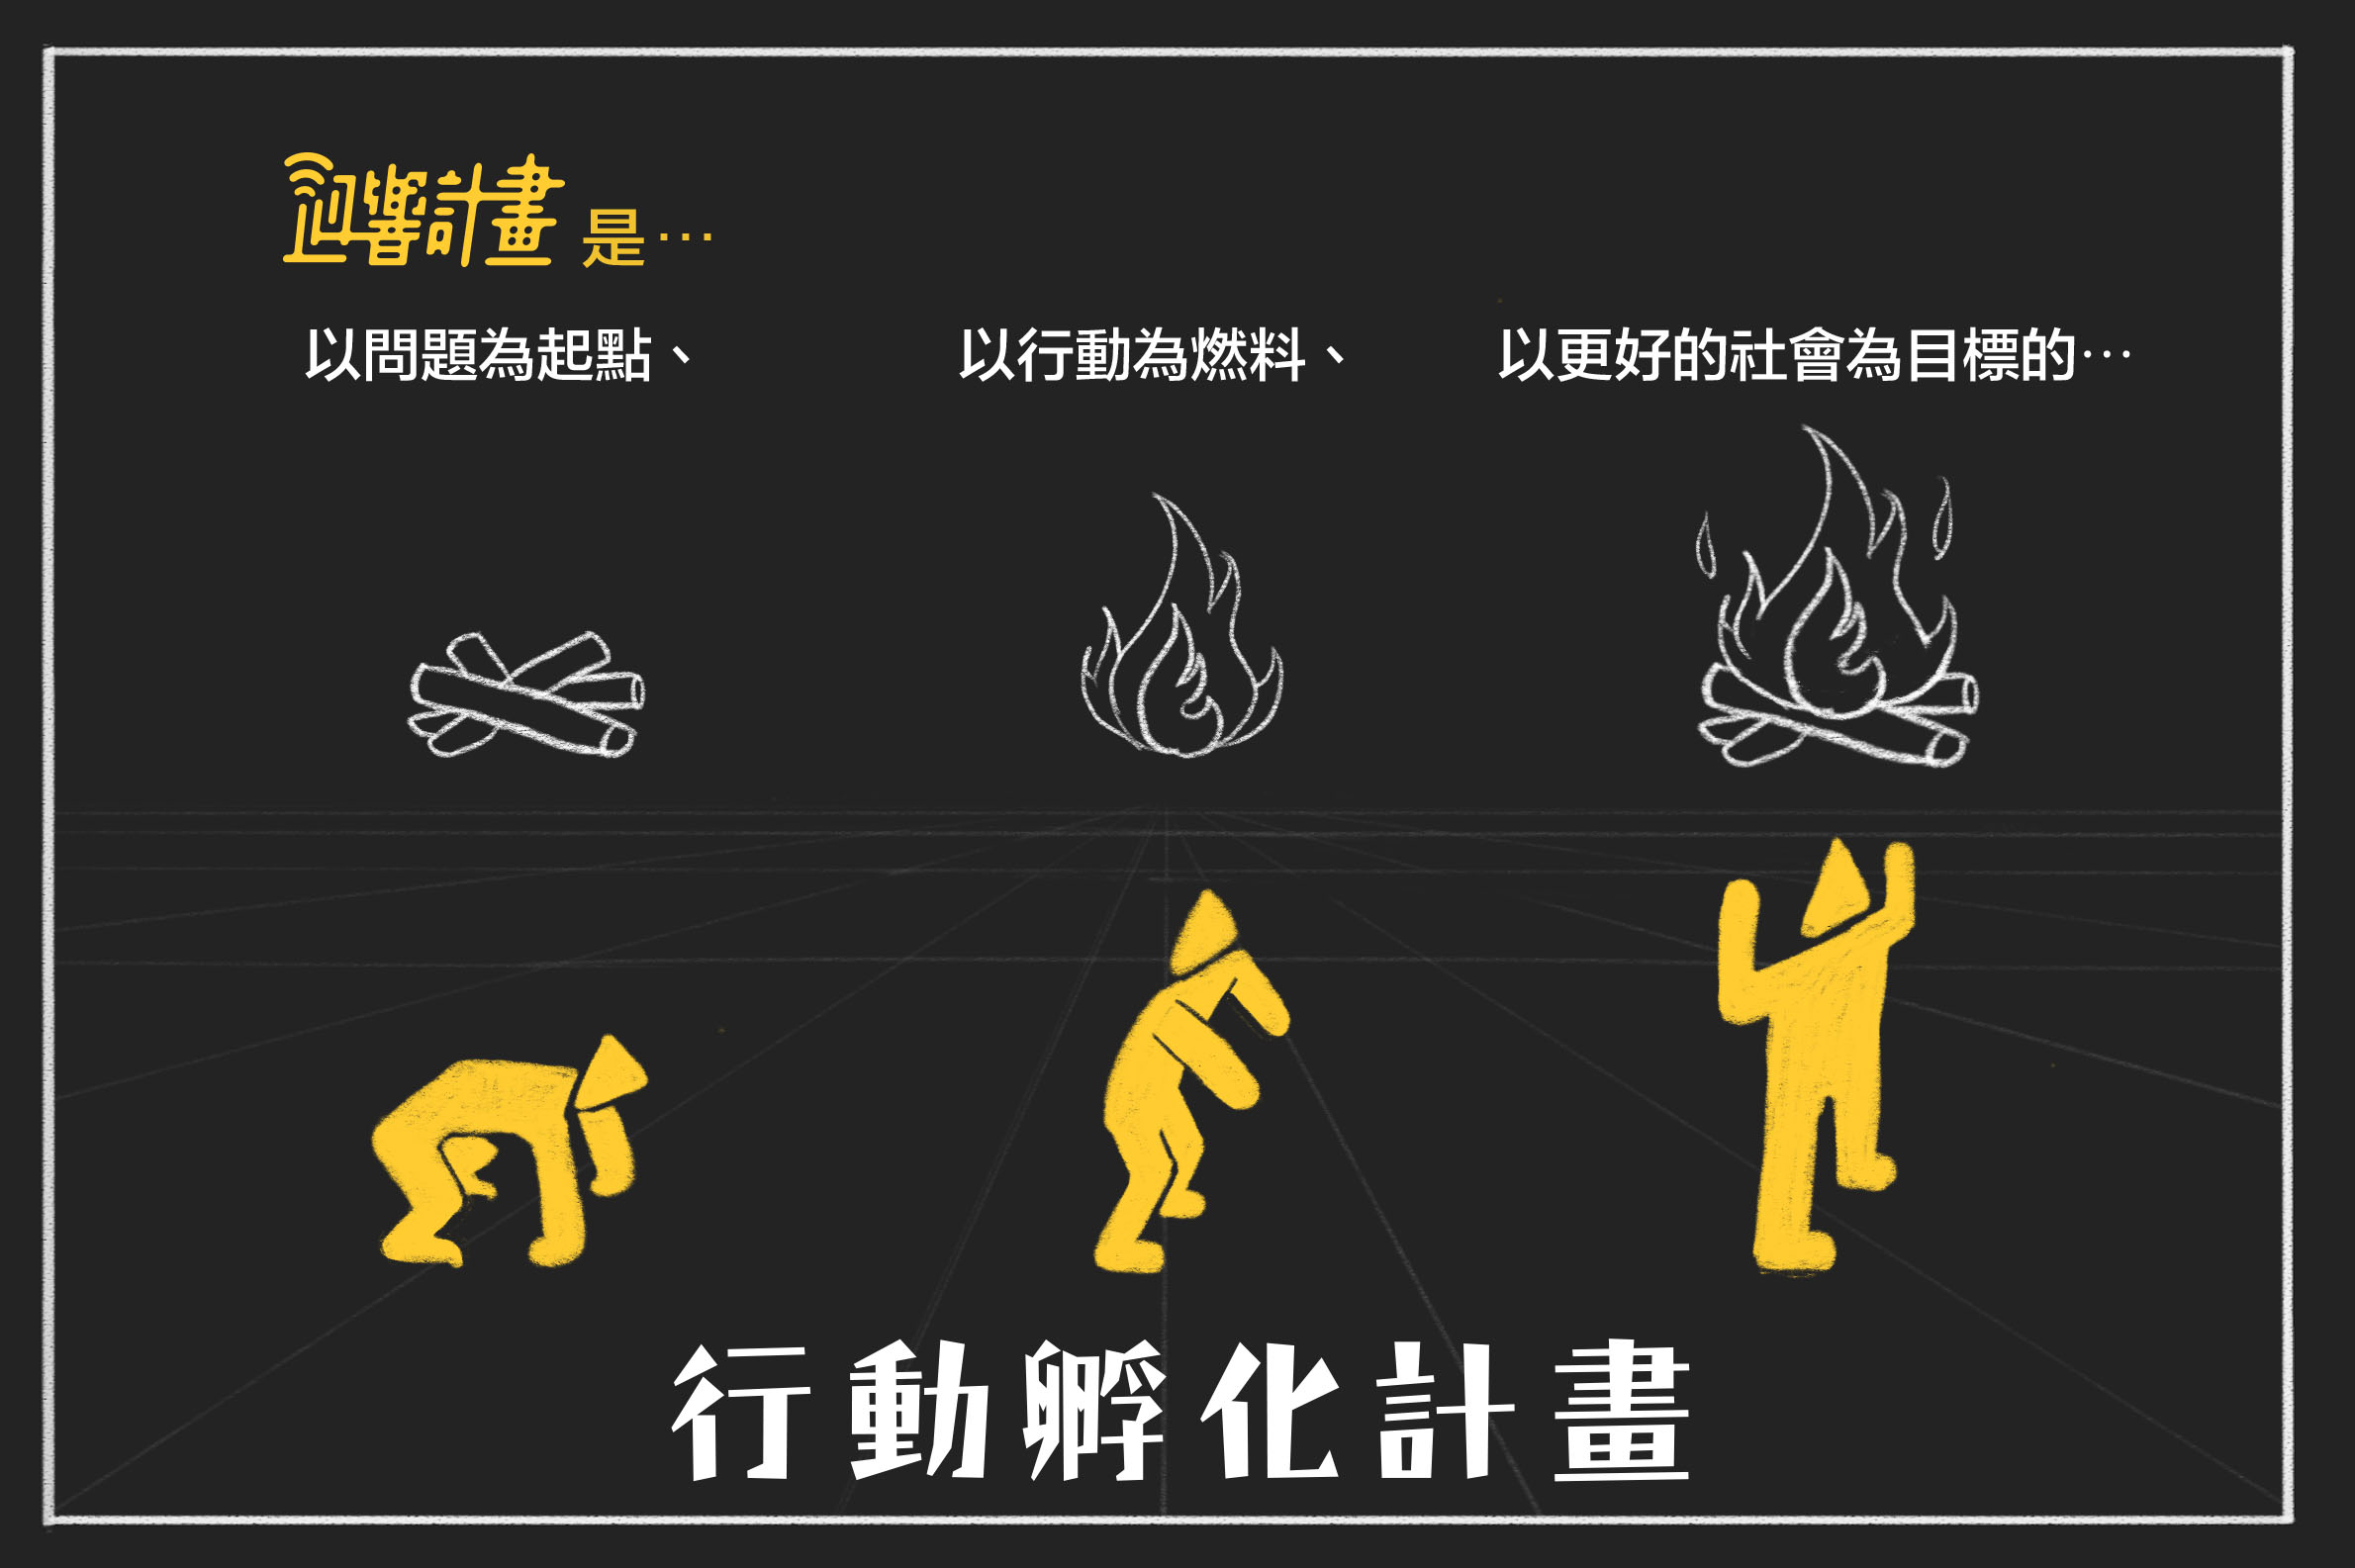 迴響計畫是⋯
以問題為起點、
以行動為燃料、
以更好的社會為目標的⋯
行動孵化計畫